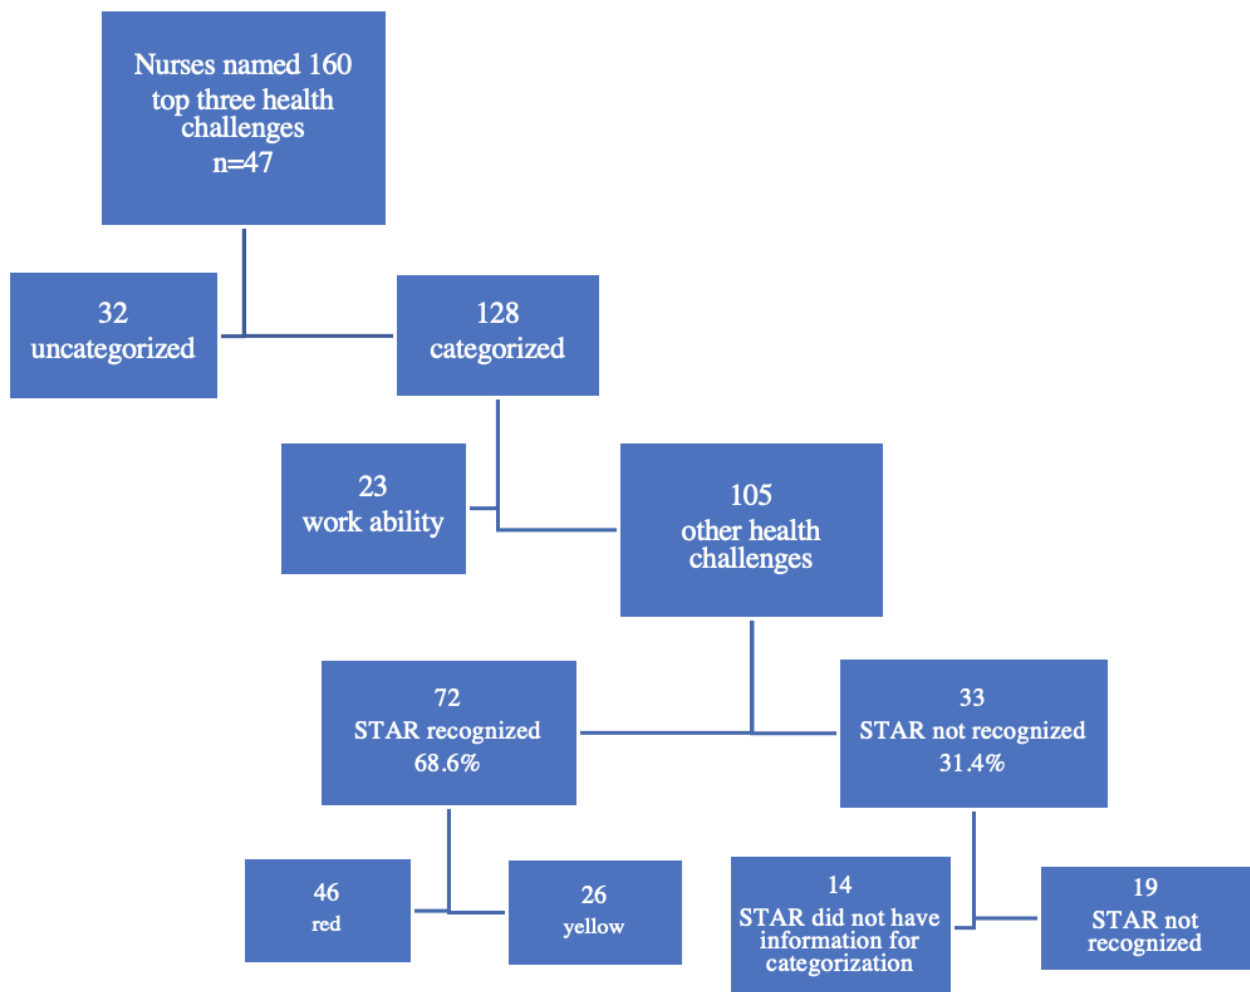 Nurses named 160
top three health
challenges
n=47
32
uncategorized
128
categorized
23
work ability
105
other health
challenges
72
STAR recognized
68.6%
33
STAR not recognized
31.4%
46
red
26
yellow
14
STAR did not have
information for
categorization
19
STAR not
recognized